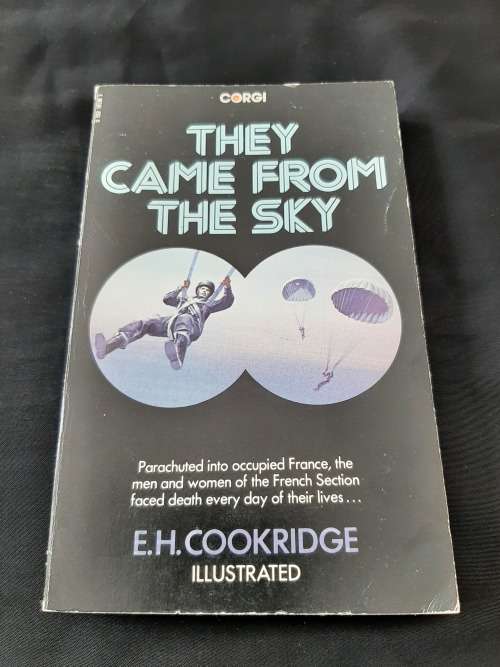 CORGI
THEY
CAME FROM
THE SKY
Parachuted into occupied France, the
men and women of the French Section
faced death every day of their lives...
E.H. COOKRIDGE
ILLUSTRATED